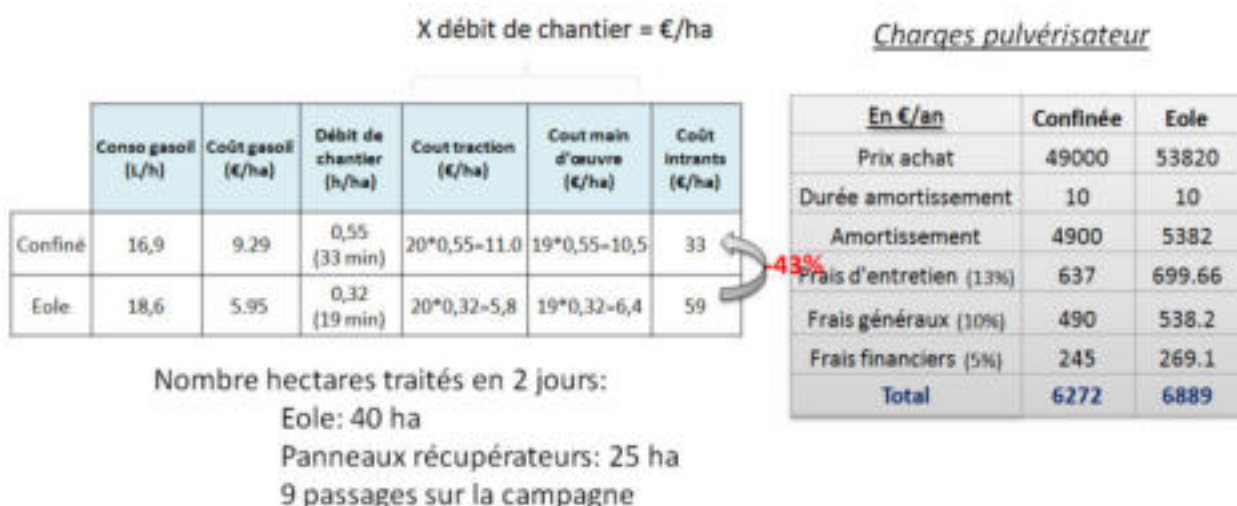 X débit de chantier = €/ha
Charges pulvérisateur
Conso gasoil (L/h) Coût gasoil (€/ha) Débit de chantier (h/ha) Cout traction (€/ha) Cout main d'œuvre (€/ha) Coût intrants (€/ha)
Confiné 16,9 9.29 0,55 (33 min) 20*0,55=11.0 19*0,55=10,5 33
-43%
Eole 18,6 5.95 0,32 (19 min) 20*0,32=5,8 19*0,32=6,4 59
En €/an Confinée Eole
Prix achat 49000 53820
Durée amortissement 10 10
Amortissement 4900 5382
Frais d'entretien (13%) 637 699.66
Frais généraux (10%) 490 538.2
Frais financiers (5%) 245 269.1
Total 6272 6889
Nombre hectares traités en 2 jours:
Eole: 40 ha
Panneaux récupérateurs: 25 ha
9 passages sur la campagne